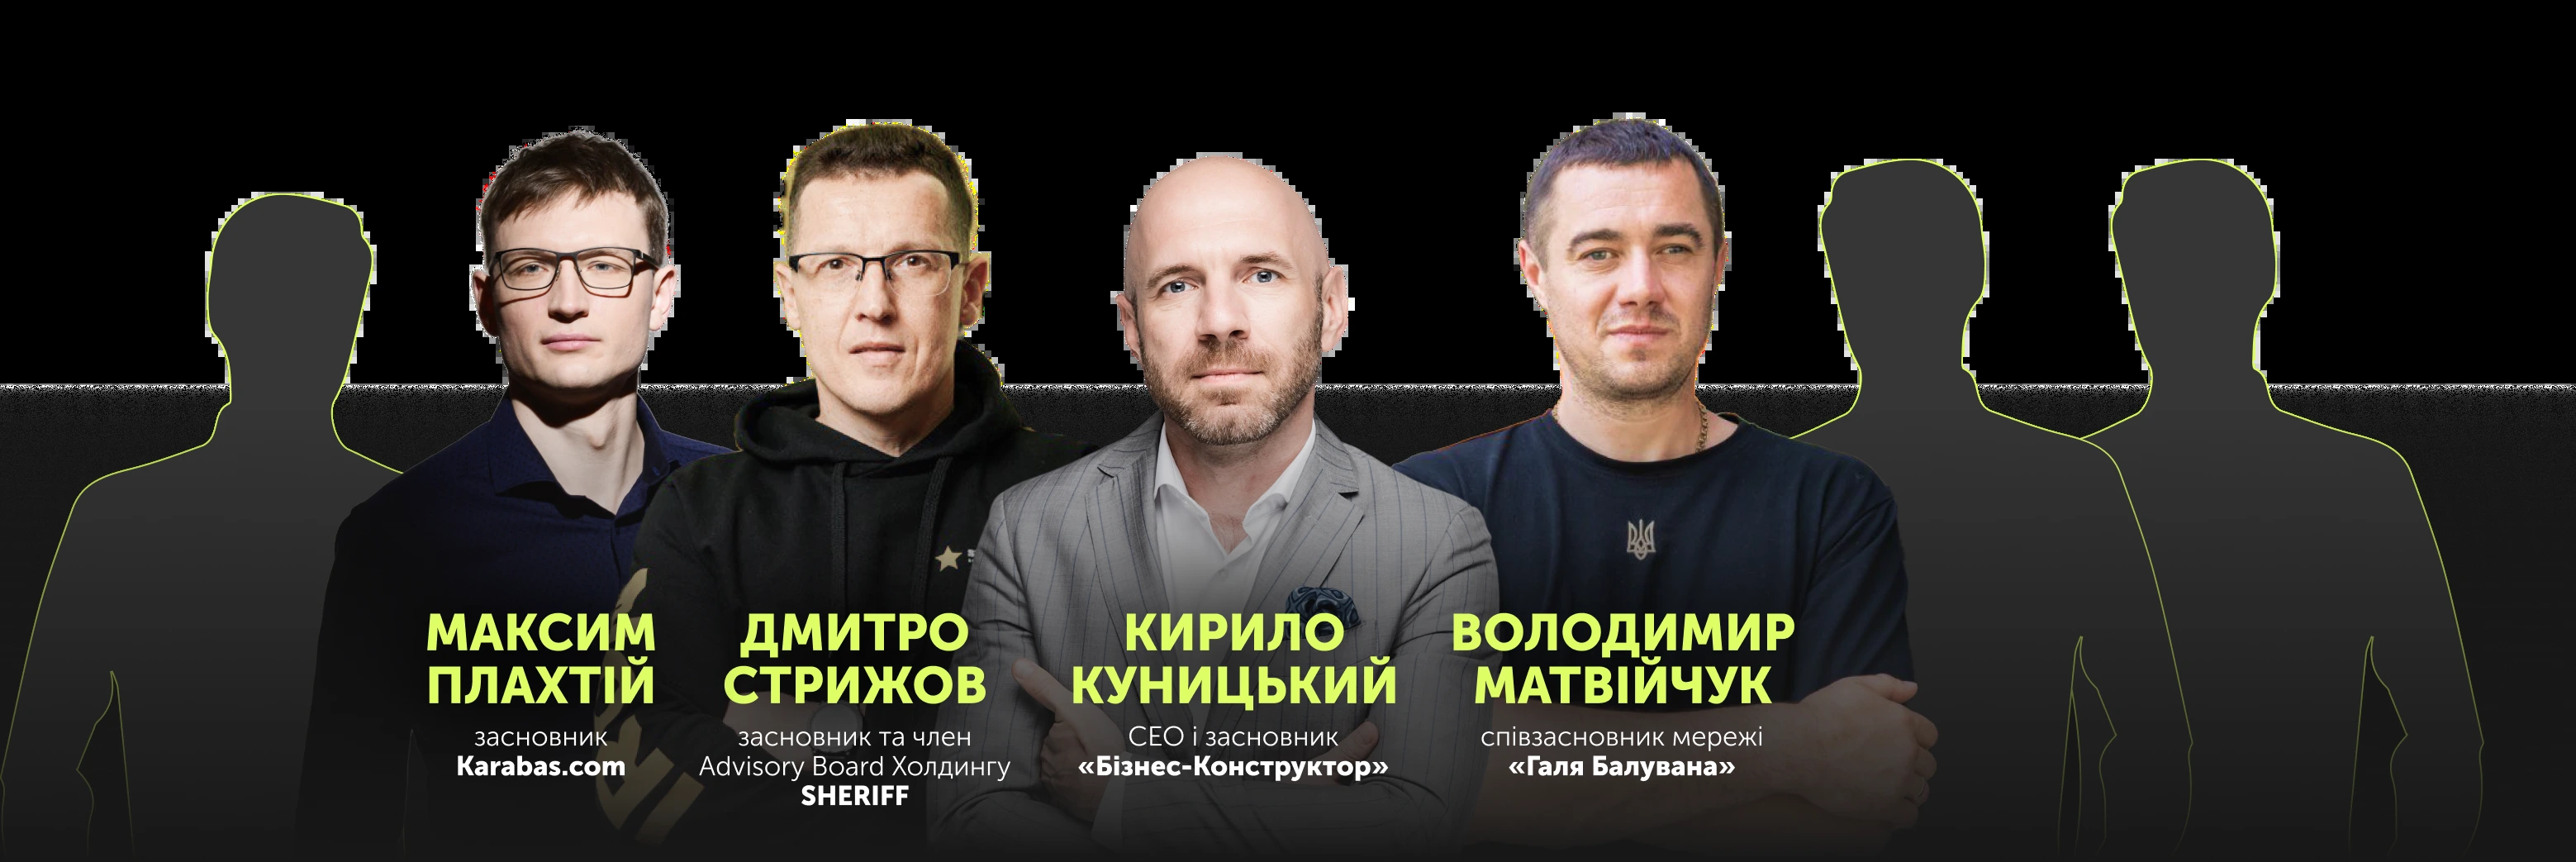 МАКСИМ
ПЛАХТІЙ
засновник
Karabas.com
ДМИТРО
СТРИЖОВ
засновник та член
Advisory Board Холдингу
SHERIFF
КИРИЛО
КУНИЦЬКИЙ
CEO і засновник
«Бізнес-Конструктор»
ВОЛОДИМИР
МАТВІЙЧУК
співзасновник мережі
«Галя Балувана»